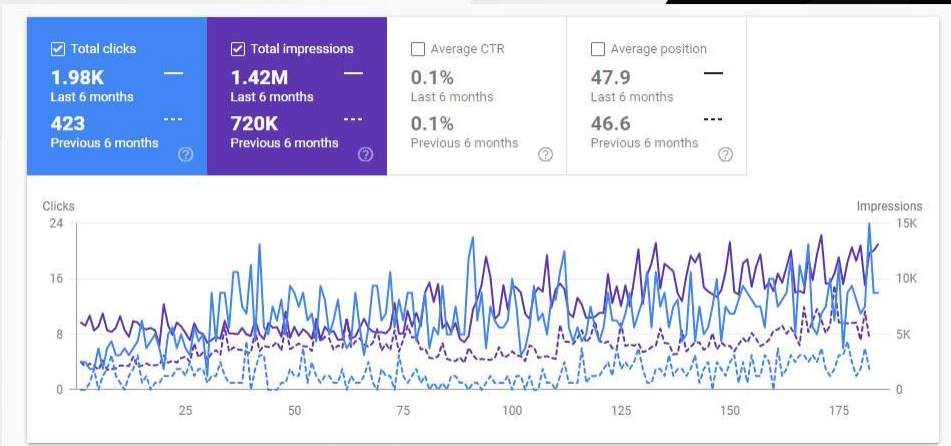 Total clicks
1.98K
Last 6 months
423
Previous 6 months
Total impressions
1.42M
Last 6 months
720K
Previous 6 months
Average CTR
0.1%
Last 6 months
0.1%
Previous 6 months
Average position
47.9
Last 6 months
46.6
Previous 6 months
Clicks
Impressions
24
15K
16
10K
8
5K
0
0
25
50
75
100
125
150
175